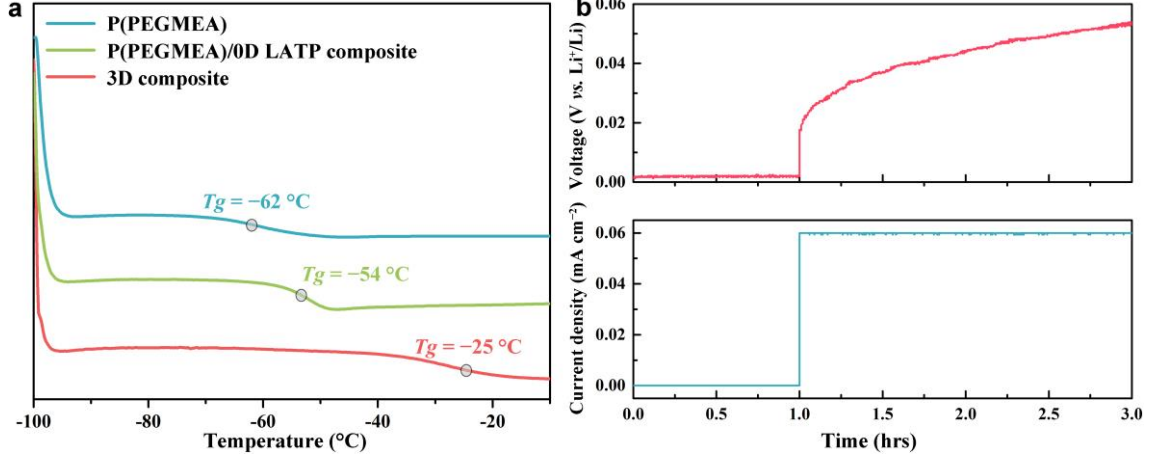 a
P(PEGMEA)
P(PEGMEA)/0D LATP composite
3D composite
Tg = −62 °C
Tg = −54 °C
Tg = −25 °C
-100
-80
-60
-40
-20
Temperature (°C)
b
0.06
0.04
0.02
0.00
Voltage (V vs. Li⁺/Li)
0.06
0.04
0.02
0.00
Current density (mA cm⁻²)
0.0
0.5
1.0
1.5
2.0
2.5
3.0
Time (hrs)